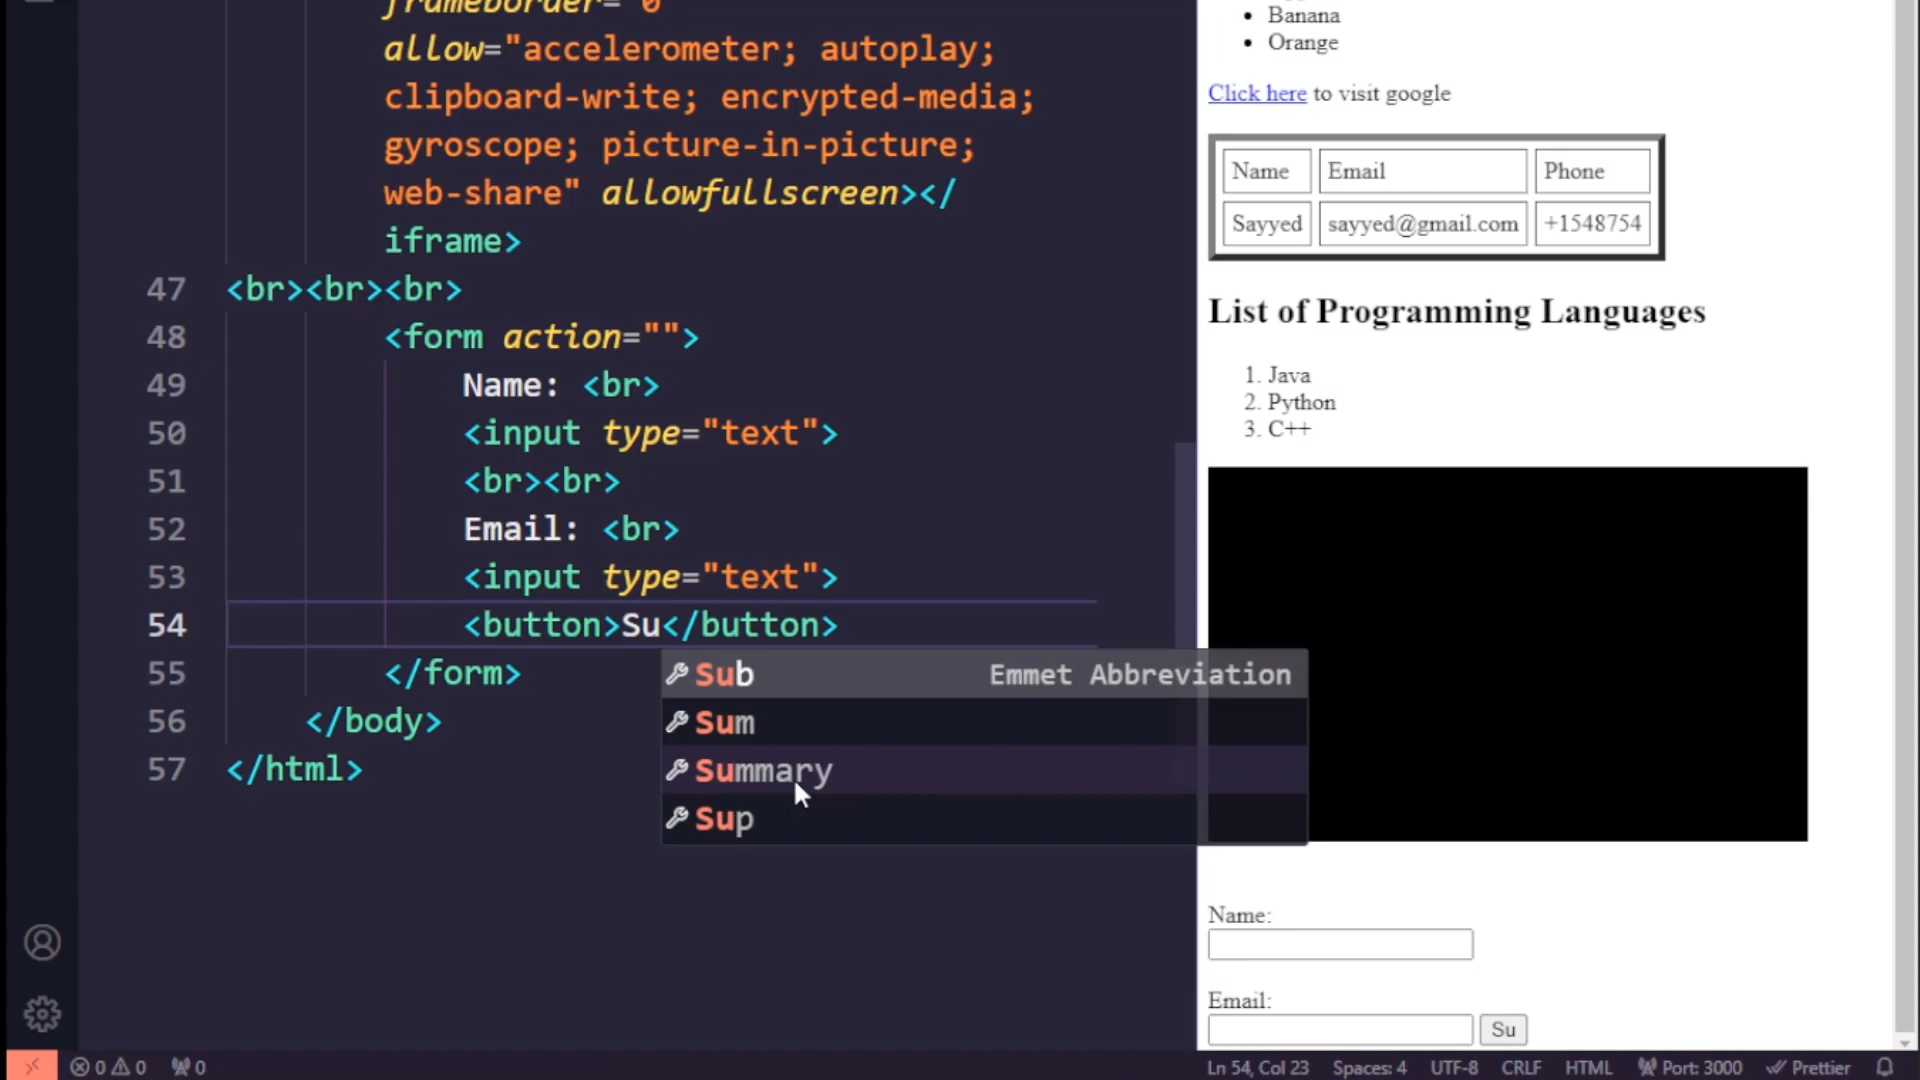 frameborder="0"
allow="accelerometer; autoplay;
clipboard-write; encrypted-media;
gyroscope; picture-in-picture;
web-share" allowfullscreen></
iframe>
47 <br><br><br>
48 <form action="">
49 Name: <br>
50 <input type="text">
51 <br><br>
52 Email: <br>
53 <input type="text">
54 <button>Su</button>
55 </form>
56 </body>
57 </html>
Sub Emmet Abbreviation
Sum
Summary
Sup
Banana
Orange
Click here to visit google
Name Email Phone
Sayyed sayyed@gmail.com +1548754
List of Programming Languages
1. Java
2. Python
3. C++
Name:
Email:
Su
0 0 0 Ln 54, Col 23 Spaces: 4 UTF-8 CRLF HTML Port: 3000 Prettier